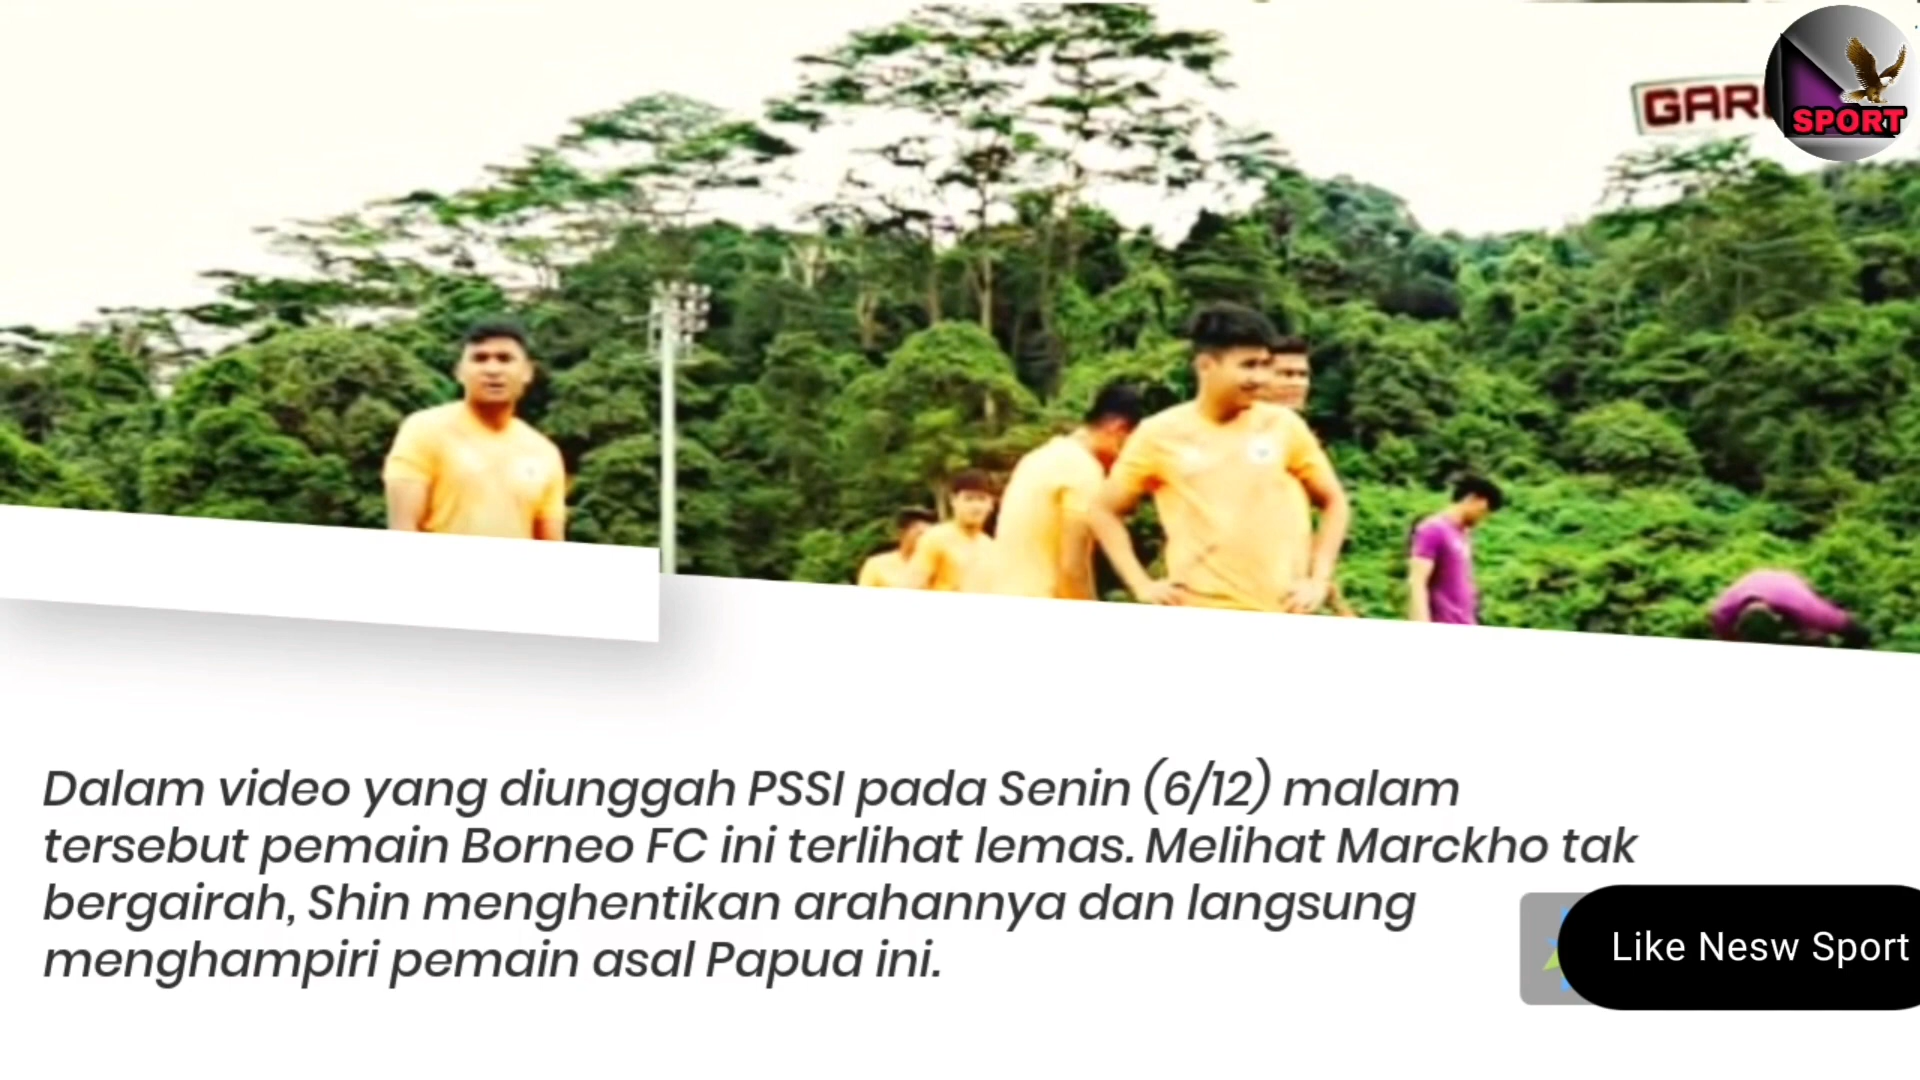 GAR
SPORT
Dalam video yang diunggah PSSI pada Senin (6/12) malam
tersebut pemain Borneo FC ini terlihat lemas. Melihat Marckho tak
bergairah, Shin menghentikan arahannya dan langsung
menghampiri pemain asal Papua ini.
Like Nesw Sport